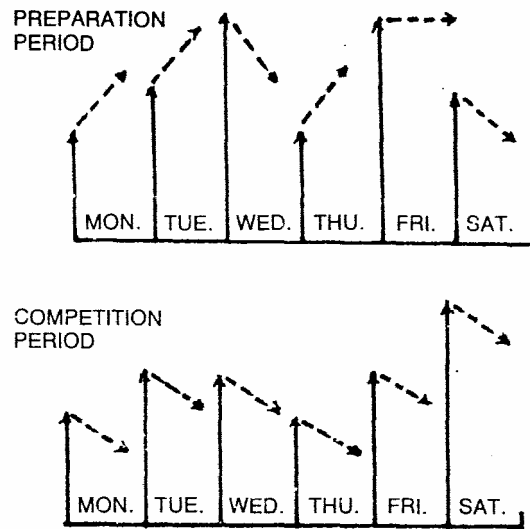 PREPARATION
PERIOD
MON. TUE. WED. THU. FRI. SAT.
COMPETITION
PERIOD
MON. TUE. WED. THU. FRI. SAT.